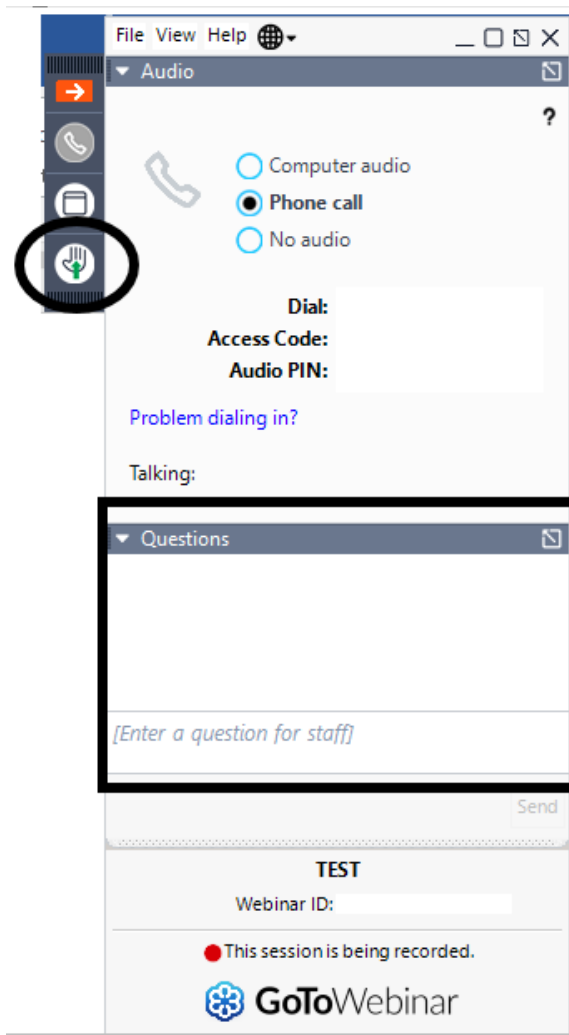 File View Help
Audio
?
Computer audio
Phone call
No audio
Dial:
Access Code:
Audio PIN:
Problem dialing in?
Talking:
Questions
[Enter a question for staff]
Send
TEST
Webinar ID:
This session is being recorded.
GoToWebinar